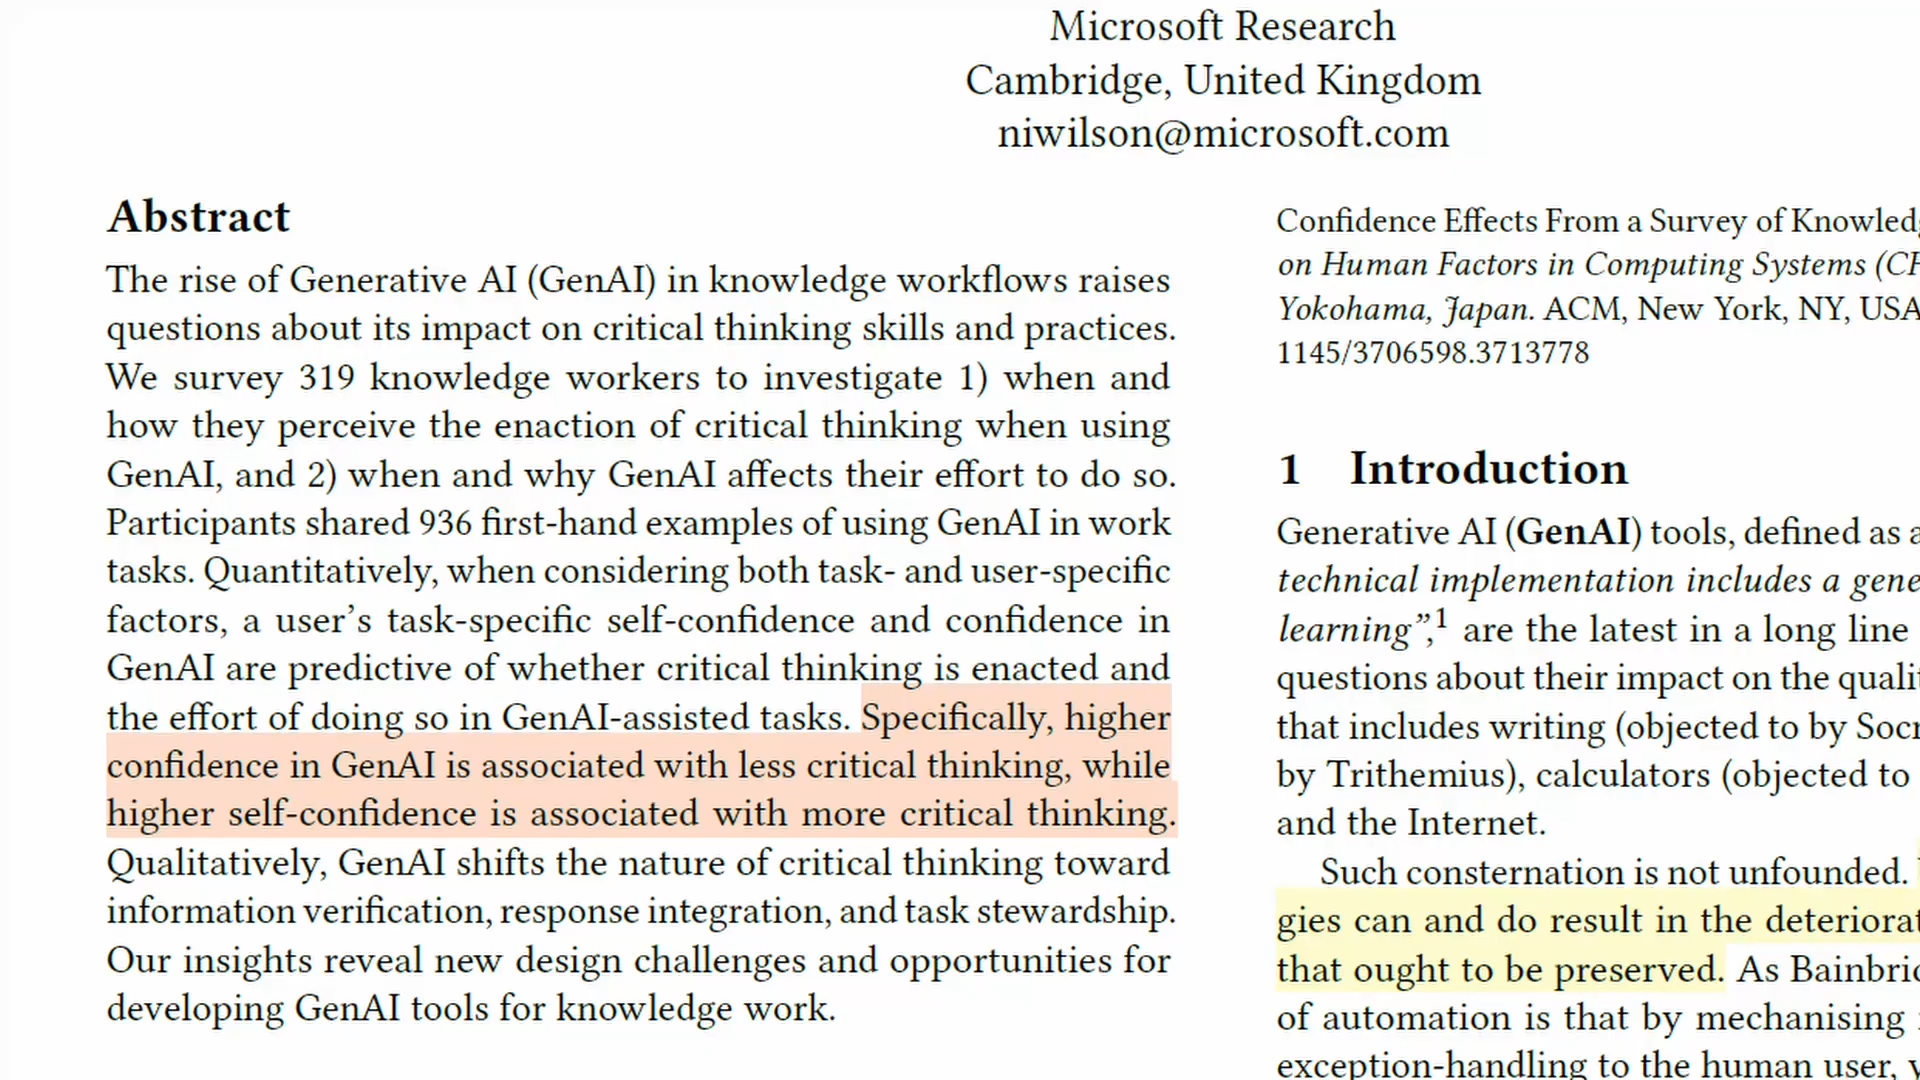 Microsoft Research
Cambridge, United Kingdom
niwilson@microsoft.com
Abstract
The rise of Generative AI (GenAI) in knowledge workflows raises
questions about its impact on critical thinking skills and practices.
We survey 319 knowledge workers to investigate 1) when and
how they perceive the enaction of critical thinking when using
GenAI, and 2) when and why GenAI affects their effort to do so.
Participants shared 936 first-hand examples of using GenAI in work
tasks. Quantitatively, when considering both task- and user-specific
factors, a user’s task-specific self-confidence and confidence in
GenAI are predictive of whether critical thinking is enacted and
the effort of doing so in GenAI-assisted tasks. Specifically, higher
confidence in GenAI is associated with less critical thinking, while
higher self-confidence is associated with more critical thinking.
Qualitatively, GenAI shifts the nature of critical thinking toward
information verification, response integration, and task stewardship.
Our insights reveal new design challenges and opportunities for
developing GenAI tools for knowledge work.
Confidence Effects From a Survey of
on Human Factors in Computing Systems
Yokohama, Japan. ACM, New York, NY, USA
1145/3706598.3713778
1 Introduction
Generative AI (GenAI) tools, defined as
technical implementation includes a
learning”,1 are the latest in a long line
questions about their impact on the
that includes writing (objected to by
by Trithemius), calculators (objected to
and the Internet.
Such consternation is not unfounded.
gies can and do result in the
that ought to be preserved. As
of automation is that by mechanising
exception-handling to the human user,